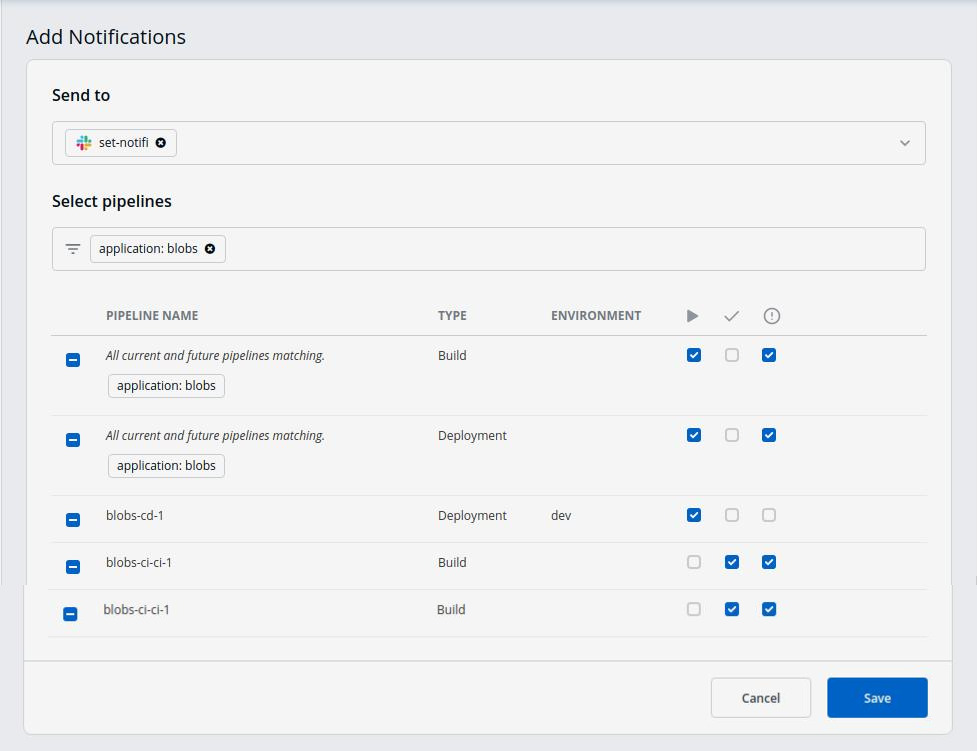 Add Notifications
Send to
set-notifi
Select pipelines
application: blobs
PIPELINE NAME TYPE ENVIRONMENT
All current and future pipelines matching. Build
application: blobs
All current and future pipelines matching. Deployment
application: blobs
blobs-cd-1 Deployment dev
blobs-ci-ci-1 Build
blobs-ci-ci-1 Build
Cancel Save